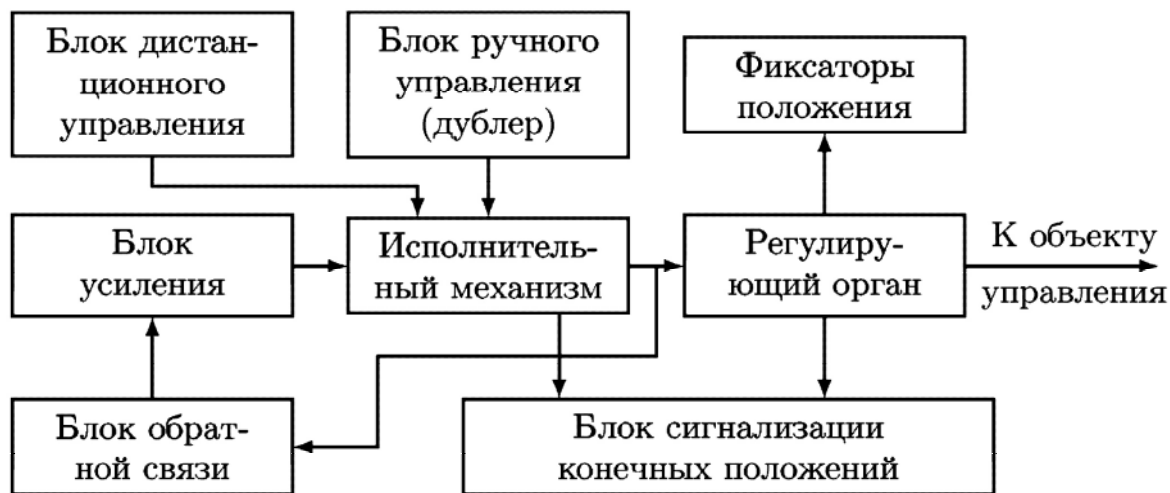 Блок дистан-
ционного
управления
Блок ручного
управления
(дублер)
Фиксаторы
положения
Блок
усиления
Исполнитель-
ный механизм
Регулиру-
ющий орган
К объекту
управления
Блок обрат-
ной связи
Блок сигнализации
конечных положений